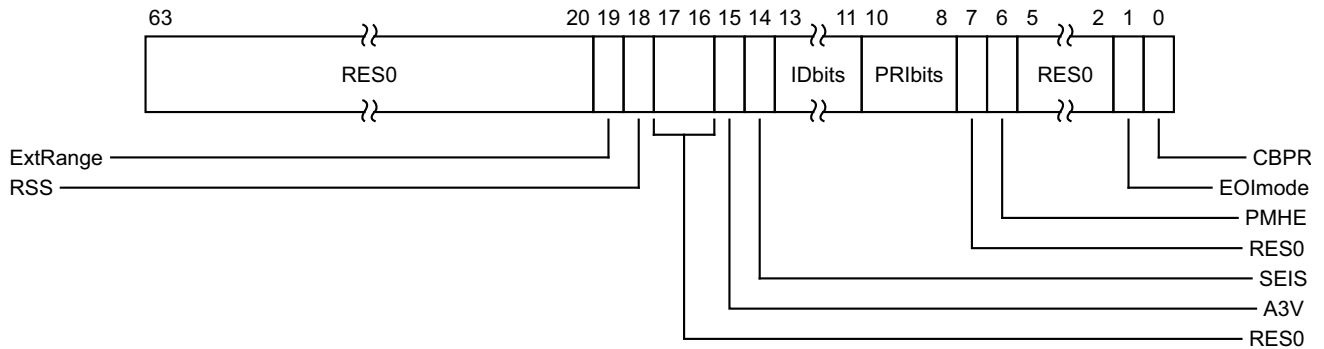 63 20 19 18 17 16 15 14 13 11 10 8 7 6 5 2 1 0
RES0 IDbits PRIbits RES0
ExtRange CBPR
RSS EOImode
PMHE
RES0
SEIS
A3V
RES0